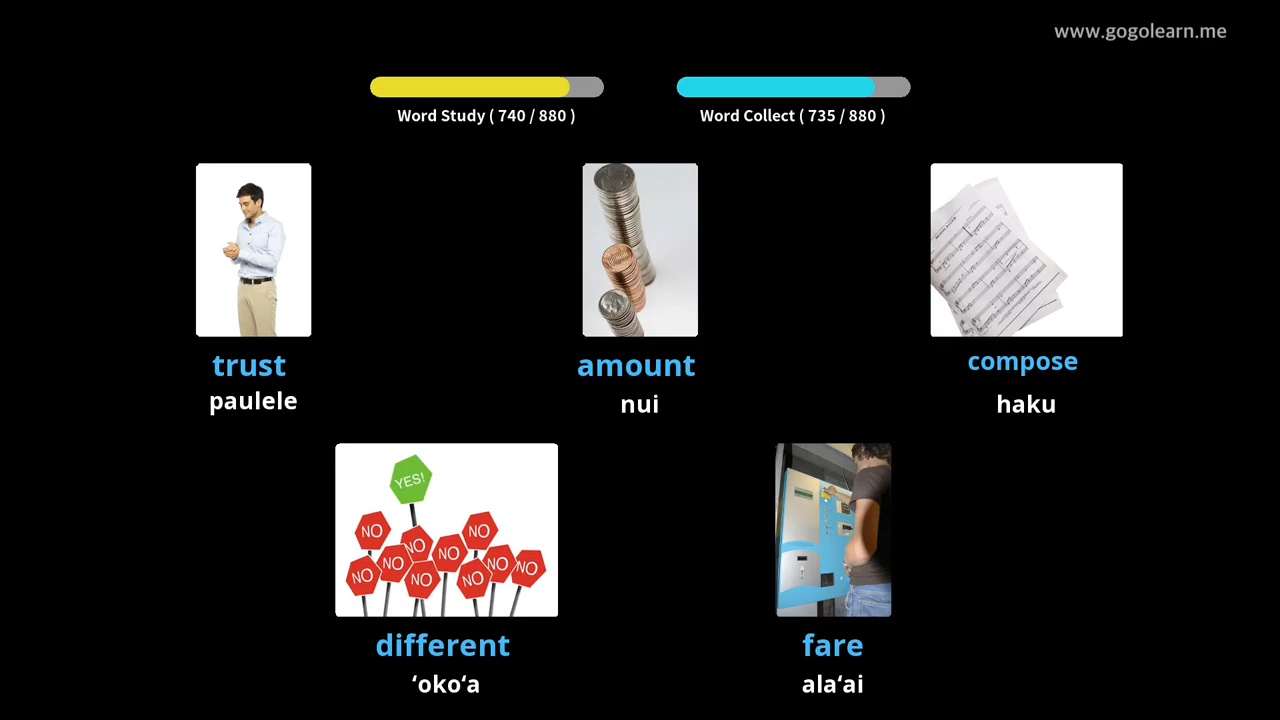 www.gogolearn.me
Word Study ( 740 / 880 )
Word Collect ( 735 / 880 )
trust
paulele
amount
nui
compose
haku
YES!
NO
NO
NO
NO
NO
NO
NO
NO
NO
NO
different
ʻokoʻa
fare
alaʻai